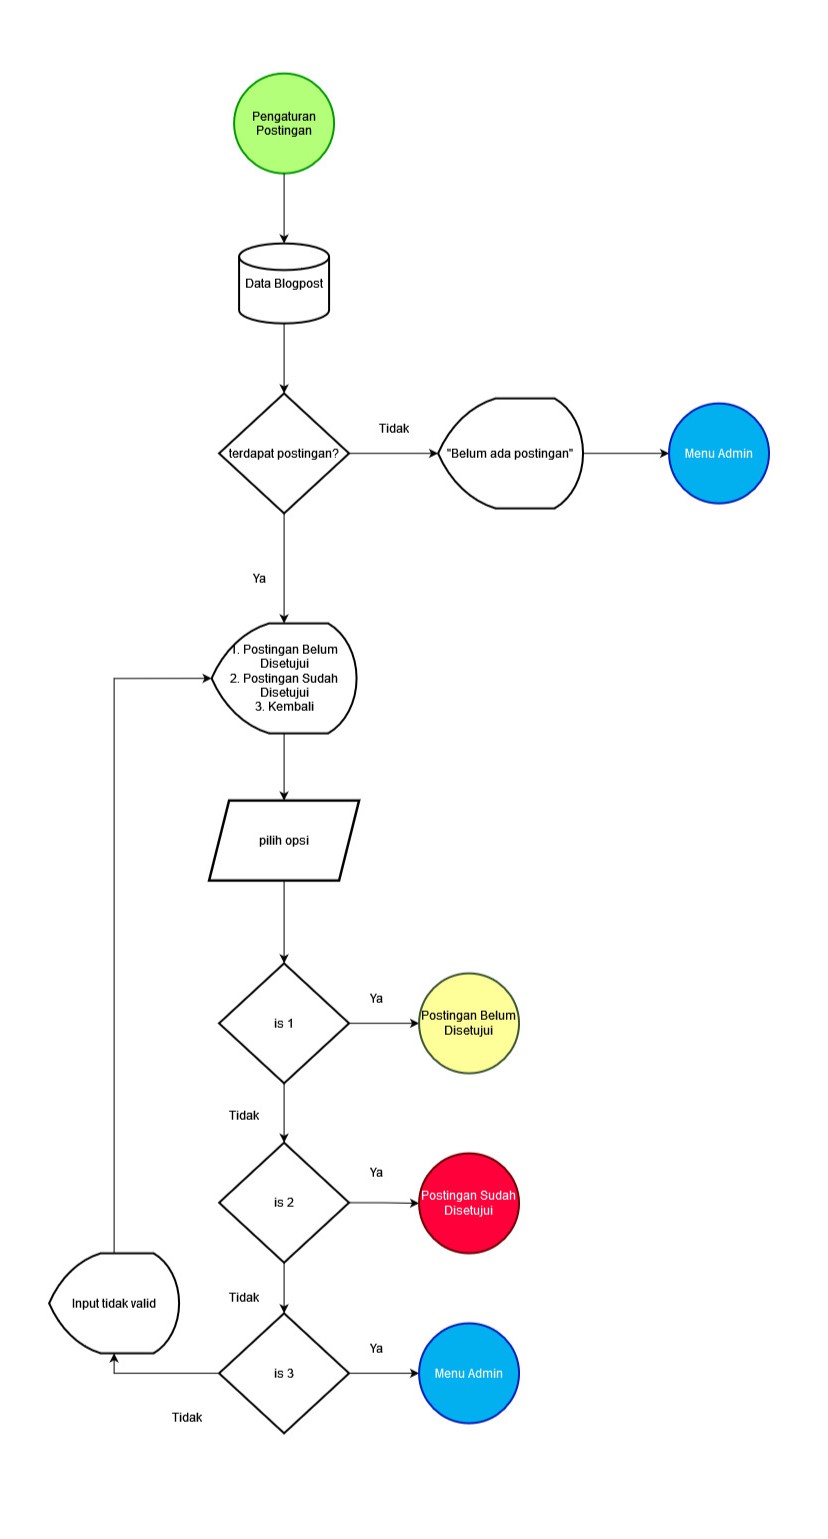 Pengaturan
Postingan
Data Blogpost
terdapat postingan?
Tidak
"Belum ada postingan"
Menu Admin
Ya
1. Postingan Belum
Disetujui
2. Postingan Sudah
Disetujui
3. Kembali
pilih opsi
is 1
Ya
Postingan Belum
Disetujui
Tidak
is 2
Ya
Postingan Sudah
Disetujui
Tidak
Input tidak valid
is 3
Ya
Menu Admin
Tidak